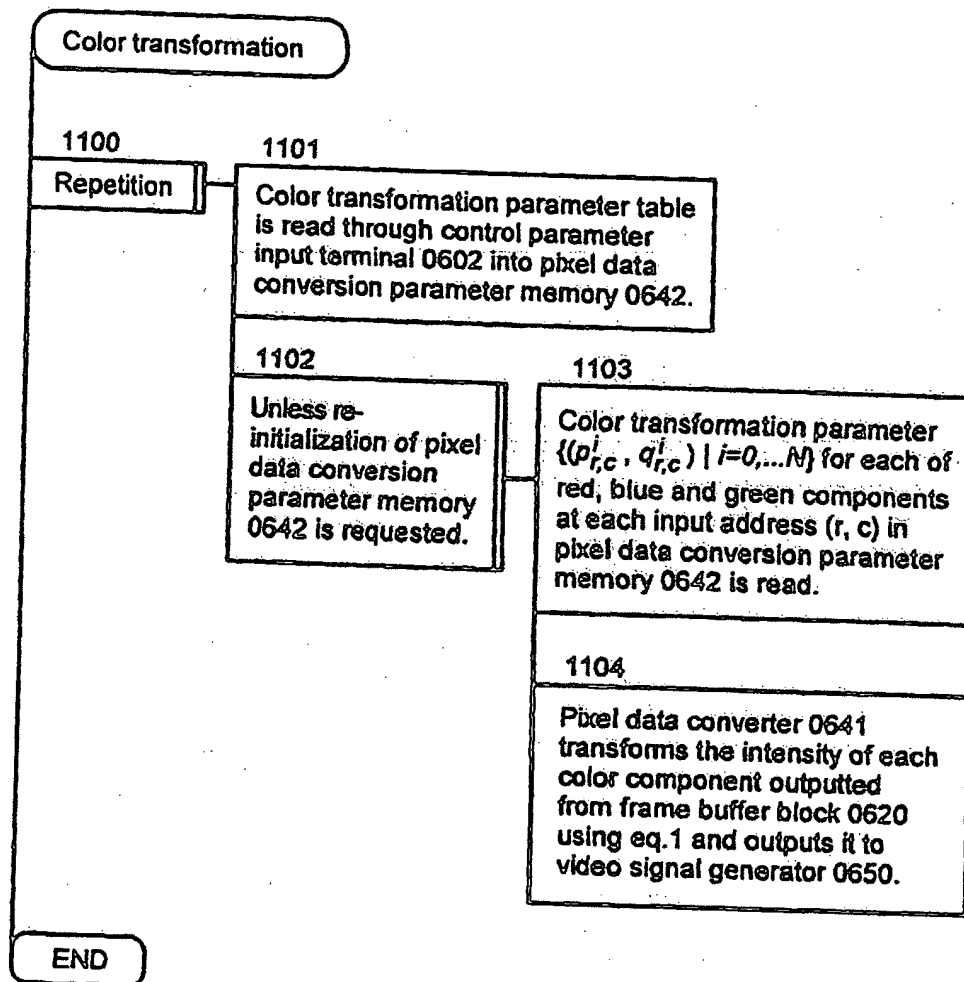 Color transformation
1100
Repetition
1101
Color transformation parameter table
is read through control parameter
input terminal 0602 into pixel data
conversion parameter memory 0642.
1102
Unless re-
initialization of pixel
data conversion
parameter memory
0642 is requested.
1103
Color transformation parameter
{(p^i_{r,c} , q^i_{r,c} ) | i=0,...N} for each of
red, blue and green components
at each input address (r, c) in
pixel data conversion parameter
memory 0642 is read.
1104
Pixel data converter 0641
transforms the intensity of each
color component outputted
from frame buffer block 0620
using eq.1 and outputs it to
video signal generator 0650.
END